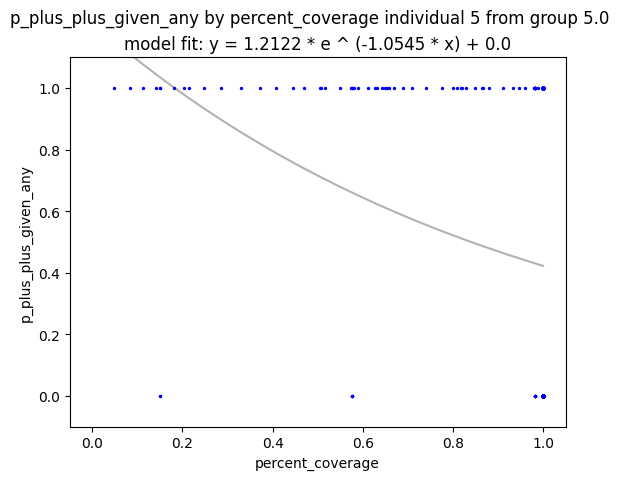 p_plus_plus_given_any by percent_coverage individual 5 from group 5.0
model fit: y = 1.2122 * e ^ (-1.0545 * x) + 0.0
1.0
0.8
0.6
0.4
0.2
0.0
p_plus_plus_given_any
0.0 0.2 0.4 0.6 0.8 1.0
percent_coverage